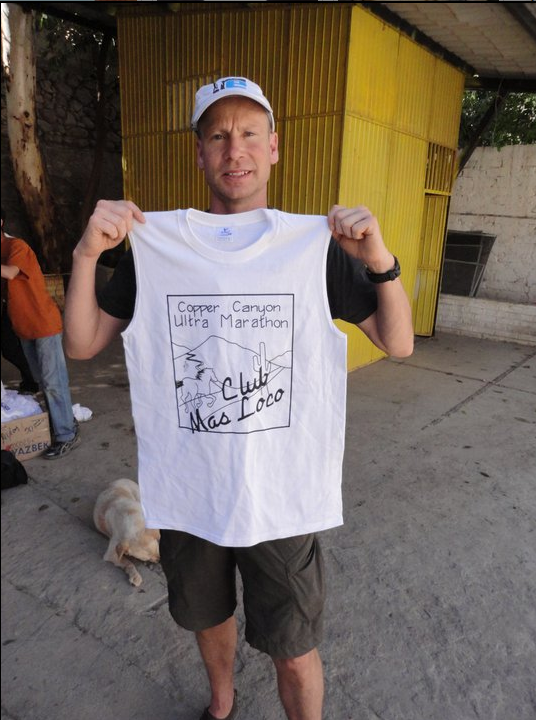 Copper Canyon
Ultra Marathon
Club
Mas Loco
YAZBEK